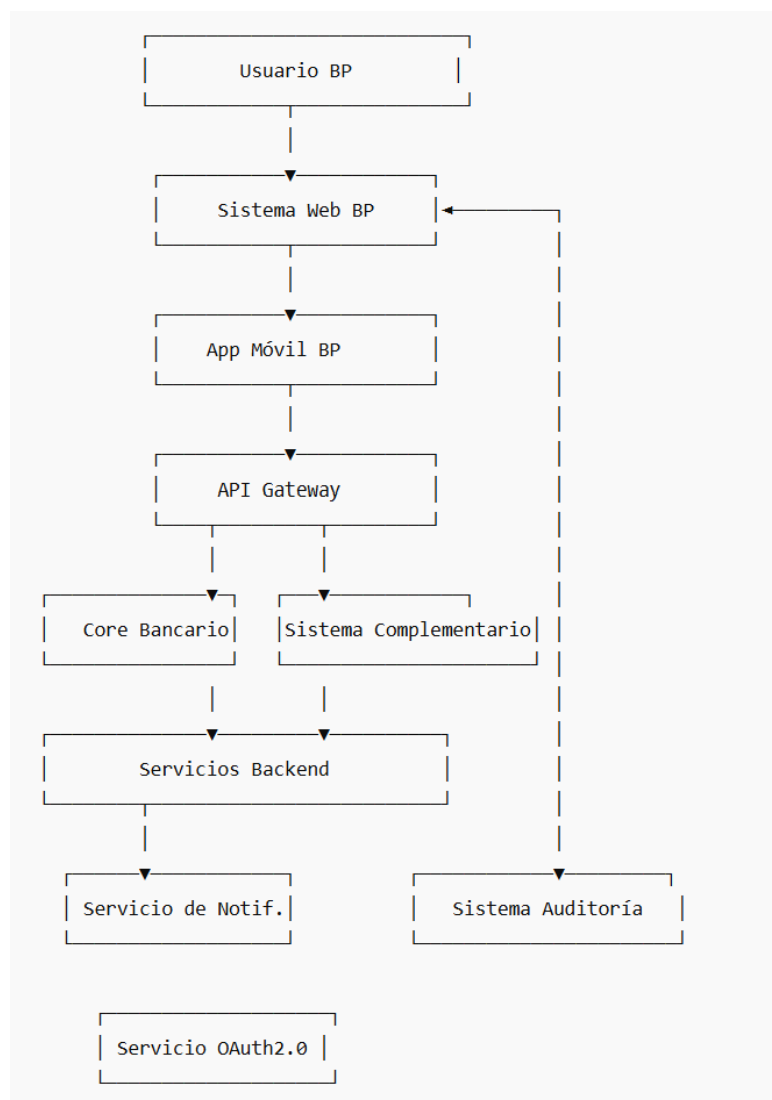 Usuario BP
Sistema Web BP
App Móvil BP
API Gateway
Core Bancario Sistema Complementario
Servicios Backend
Servicio de Notif. Sistema Auditoría
Servicio OAuth2.0